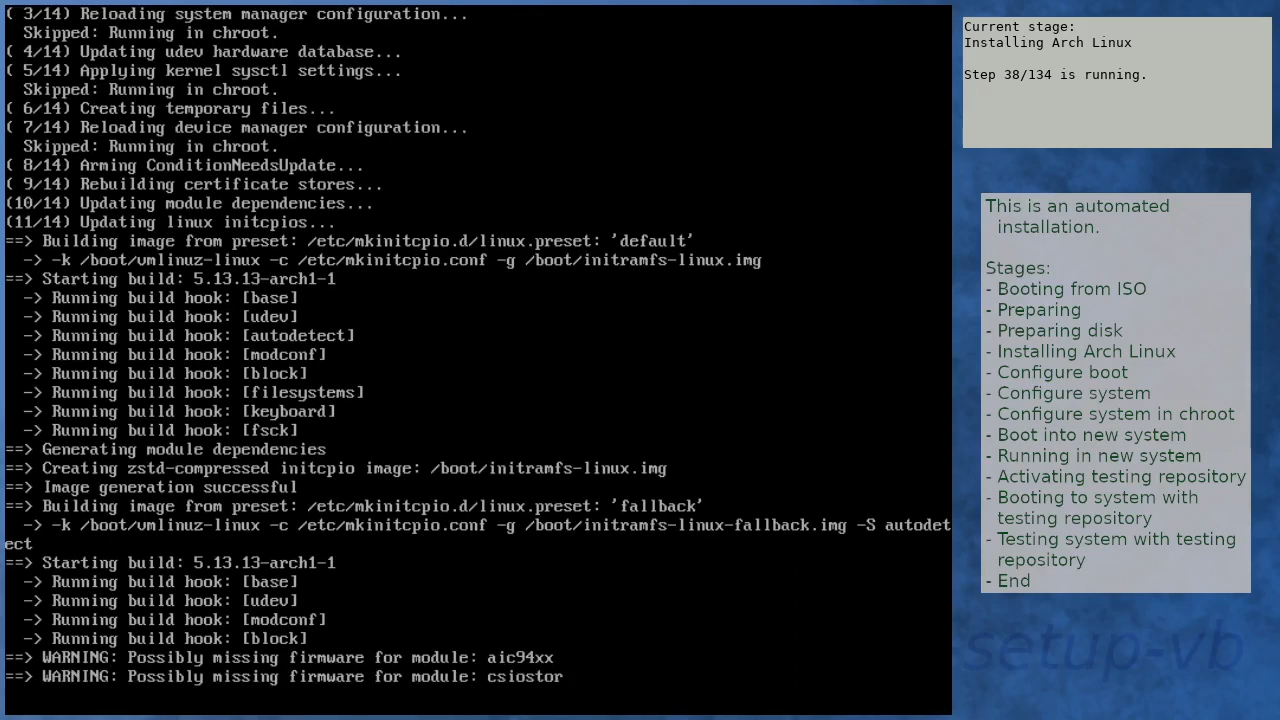 ( 3/14) Reloading system manager configuration...
  Skipped: Running in chroot.
( 4/14) Updating udev hardware database...
( 5/14) Applying kernel sysctl settings...
  Skipped: Running in chroot.
( 6/14) Creating temporary files...
( 7/14) Reloading device manager configuration...
  Skipped: Running in chroot.
( 8/14) Arming ConditionNeedsUpdate...
( 9/14) Rebuilding certificate stores...
(10/14) Updating module dependencies...
(11/14) Updating linux initcpios...
==> Building image from preset: /etc/mkinitcpio.d/linux.preset: 'default'
  -> -k /boot/vmlinuz-linux -c /etc/mkinitcpio.conf -g /boot/initramfs-linux.img
==> Starting build: 5.13.13-arch1-1
  -> Running build hook: [base]
  -> Running build hook: [udev]
  -> Running build hook: [autodetect]
  -> Running build hook: [modconf]
  -> Running build hook: [block]
  -> Running build hook: [filesystems]
  -> Running build hook: [keyboard]
  -> Running build hook: [fsck]
==> Generating module dependencies
==> Creating zstd-compressed initcpio image: /boot/initramfs-linux.img
==> Image generation successful
==> Building image from preset: /etc/mkinitcpio.d/linux.preset: 'fallback'
  -> -k /boot/vmlinuz-linux -c /etc/mkinitcpio.conf -g /boot/initramfs-linux-fallback.img -S autodet
ect
==> Starting build: 5.13.13-arch1-1
  -> Running build hook: [base]
  -> Running build hook: [udev]
  -> Running build hook: [modconf]
  -> Running build hook: [block]
==> WARNING: Possibly missing firmware for module: aic94xx
==> WARNING: Possibly missing firmware for module: csiostor
Current stage:
Installing Arch Linux
Step 38/134 is running.
This is an automated
installation.
Stages:
- Booting from ISO
- Preparing
- Preparing disk
- Installing Arch Linux
- Configure boot
- Configure system
- Configure system in chroot
- Boot into new system
- Running in new system
- Activating testing repository
- Booting to system with
testing repository
- Testing system with testing
repository
- End
setup-vb